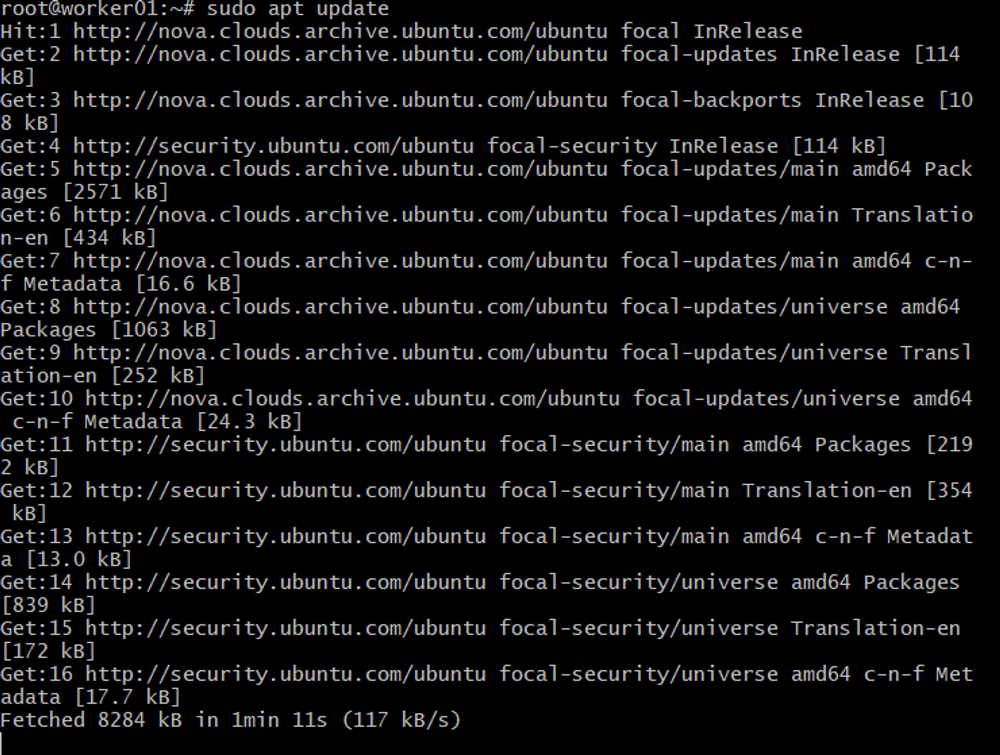 root@worker01:~# sudo apt update
Hit:1 http://nova.clouds.archive.ubuntu.com/ubuntu focal InRelease
Get:2 http://nova.clouds.archive.ubuntu.com/ubuntu focal-updates InRelease [114
kB]
Get:3 http://nova.clouds.archive.ubuntu.com/ubuntu focal-backports InRelease [10
8 kB]
Get:4 http://security.ubuntu.com/ubuntu focal-security InRelease [114 kB]
Get:5 http://nova.clouds.archive.ubuntu.com/ubuntu focal-updates/main amd64 Pack
ages [2571 kB]
Get:6 http://nova.clouds.archive.ubuntu.com/ubuntu focal-updates/main Translatio
n-en [434 kB]
Get:7 http://nova.clouds.archive.ubuntu.com/ubuntu focal-updates/main amd64 c-n-
f Metadata [16.6 kB]
Get:8 http://nova.clouds.archive.ubuntu.com/ubuntu focal-updates/universe amd64
Packages [1063 kB]
Get:9 http://nova.clouds.archive.ubuntu.com/ubuntu focal-updates/universe Transl
ation-en [252 kB]
Get:10 http://nova.clouds.archive.ubuntu.com/ubuntu focal-updates/universe amd64
 c-n-f Metadata [24.3 kB]
Get:11 http://security.ubuntu.com/ubuntu focal-security/main amd64 Packages [219
2 kB]
Get:12 http://security.ubuntu.com/ubuntu focal-security/main Translation-en [354
 kB]
Get:13 http://security.ubuntu.com/ubuntu focal-security/main amd64 c-n-f Metadat
a [13.0 kB]
Get:14 http://security.ubuntu.com/ubuntu focal-security/universe amd64 Packages
[839 kB]
Get:15 http://security.ubuntu.com/ubuntu focal-security/universe Translation-en
[172 kB]
Get:16 http://security.ubuntu.com/ubuntu focal-security/universe amd64 c-n-f Met
adata [17.7 kB]
Fetched 8284 kB in 1min 11s (117 kB/s)